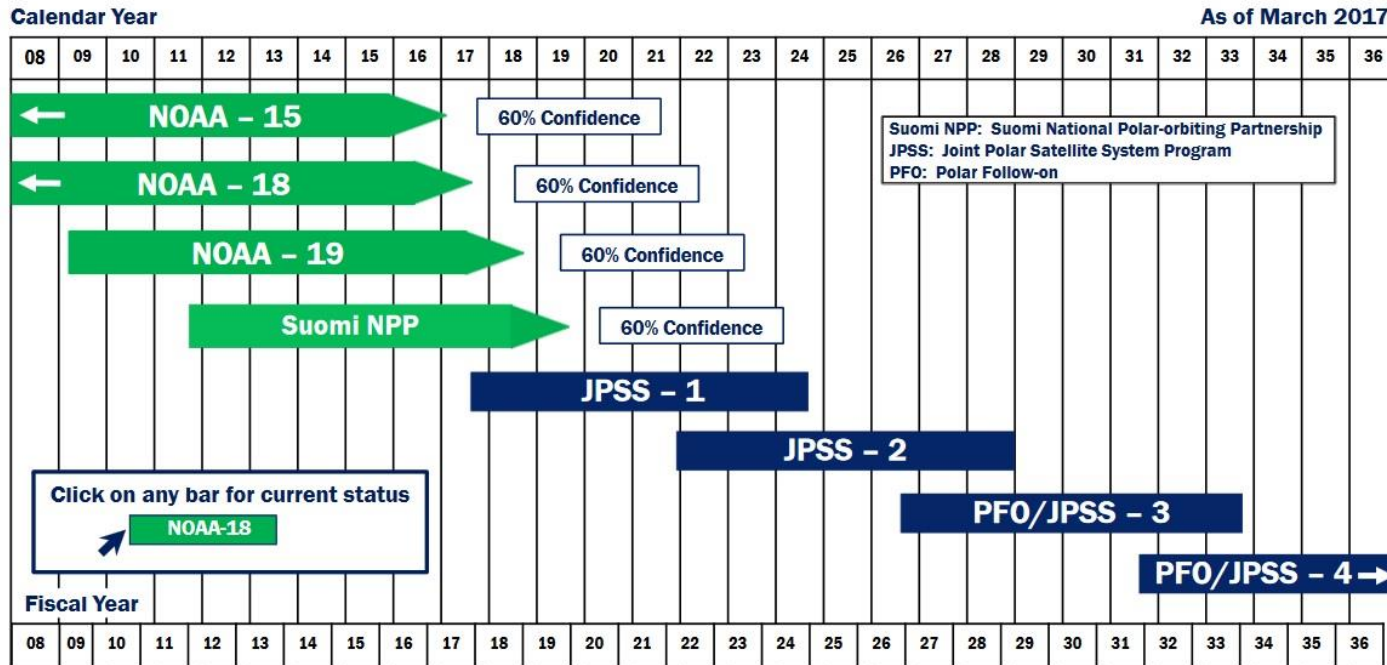 Calendar Year As of March 2017
08 09 10 11 12 13 14 15 16 17 18 19 20 21 22 23 24 25 26 27 28 29 30 31 32 33 34 35 36
NOAA – 15 60% Confidence
Suomi NPP: Suomi National Polar-orbiting Partnership
JPSS: Joint Polar Satellite System Program
PFO: Polar Follow-on
NOAA – 18 60% Confidence
NOAA – 19 60% Confidence
Suomi NPP 60% Confidence
JPSS – 1
JPSS – 2
Click on any bar for current status
NOAA-18
PFO/JPSS – 3
PFO/JPSS – 4
Fiscal Year
08 09 10 11 12 13 14 15 16 17 18 19 20 21 22 23 24 25 26 27 28 29 30 31 32 33 34 35 36